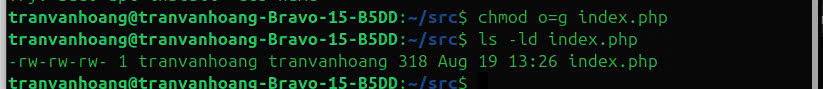 tranvanhoang@tranvanhoang-Bravo-15-B5DD:~/src$ chmod o=g index.php
tranvanhoang@tranvanhoang-Bravo-15-B5DD:~/src$ ls -ld index.php
-rw-rw-rw- 1 tranvanhoang tranvanhoang 318 Aug 19 13:26 index.php
tranvanhoang@tranvanhoang-Bravo-15-B5DD:~/src$